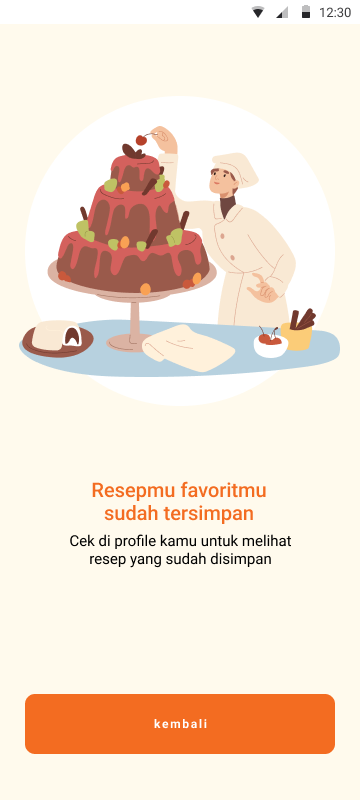 12:30
Resepmu favoritmu
sudah tersimpan
Cek di profile kamu untuk melihat
resep yang sudah disimpan
kembali